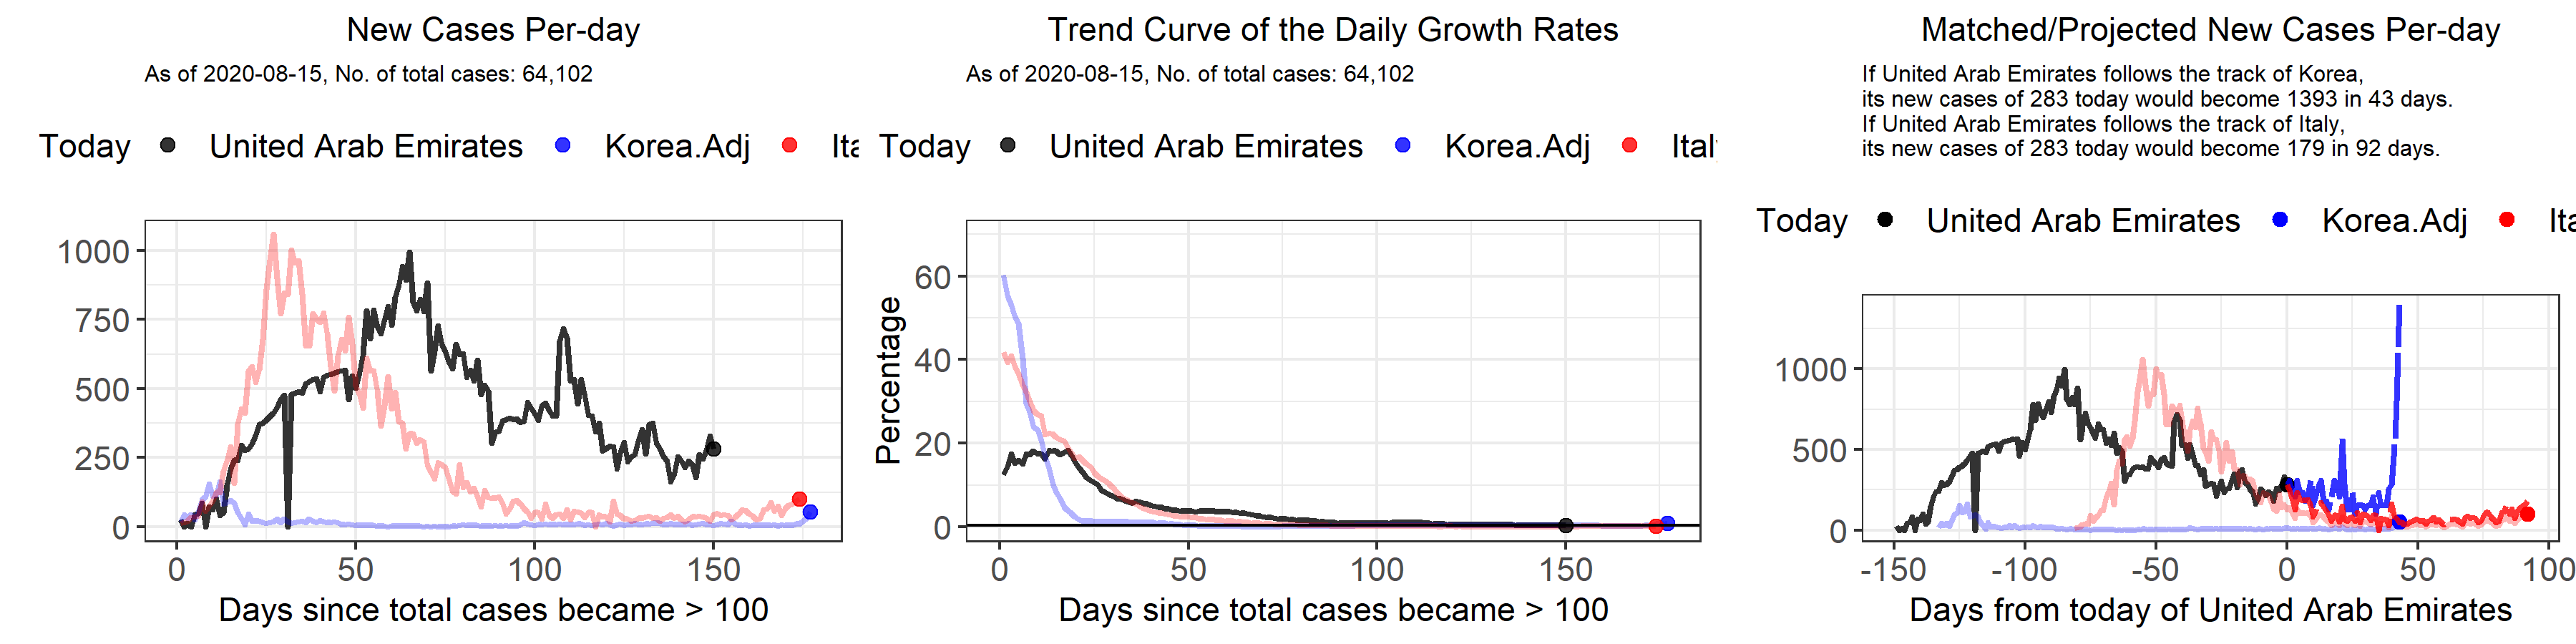 New Cases Per-day
As of 2020-08-15, No. of total cases: 64,102
Today United Arab Emirates Korea.Adj Ita
1000
750
500
250
0
0 50 100 150
Days since total cases became > 100
Trend Curve of the Daily Growth Rates
As of 2020-08-15, No. of total cases: 64,102
Today United Arab Emirates Korea.Adj Ital
Percentage
60
40
20
0
0 50 100 150
Days since total cases became > 100
Matched/Projected New Cases Per-day
If United Arab Emirates follows the track of Korea,
its new cases of 283 today would become 1393 in 43 days.
If United Arab Emirates follows the track of Italy,
its new cases of 283 today would become 179 in 92 days.
Today United Arab Emirates Korea.Adj Ita
1000
500
0
-150 -100 -50 0 50 100
Days from today of United Arab Emirates